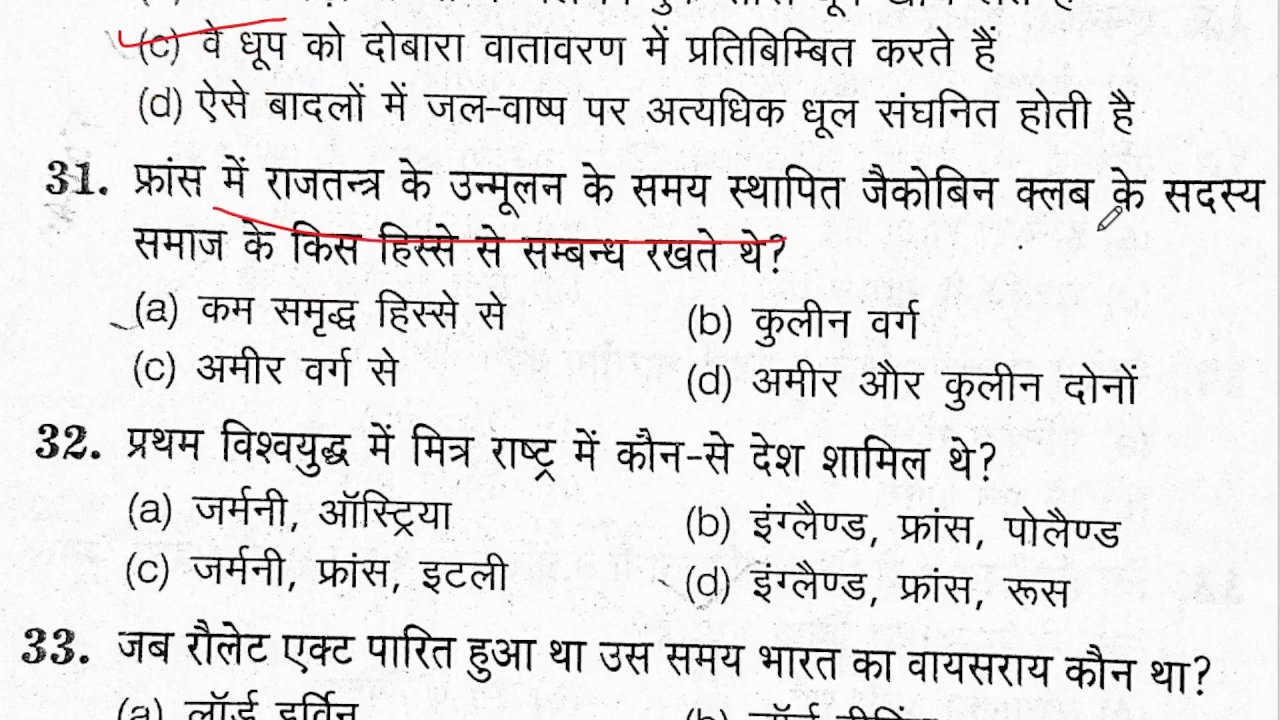 (c) वे धूप को दोबारा वातावरण में प्रतिबिम्बित करते हैं
(d) ऐसे बादलों में जल-वाष्प पर अत्यधिक धूल संघनित होती है
31. फ्रांस में राजतन्त्र के उन्मूलन के समय स्थापित जैकोबिन क्लब के सदस्य
समाज के किस हिस्से से सम्बन्ध रखते थे?
(a) कम समृद्ध हिस्से से (b) कुलीन वर्ग
(c) अमीर वर्ग से (d) अमीर और कुलीन दोनों
32. प्रथम विश्वयुद्ध में मित्र राष्ट्र में कौन-से देश शामिल थे?
(a) जर्मनी, ऑस्ट्रिया (b) इंग्लैण्ड, फ्रांस, पोलैण्ड
(c) जर्मनी, फ्रांस, इटली (d) इंग्लैण्ड, फ्रांस, रूस
33. जब रौलेट एक्ट पारित हुआ था उस समय भारत का वायसराय कौन था?
(a) लॉर्ड इर्विन (b) लॉर्ड